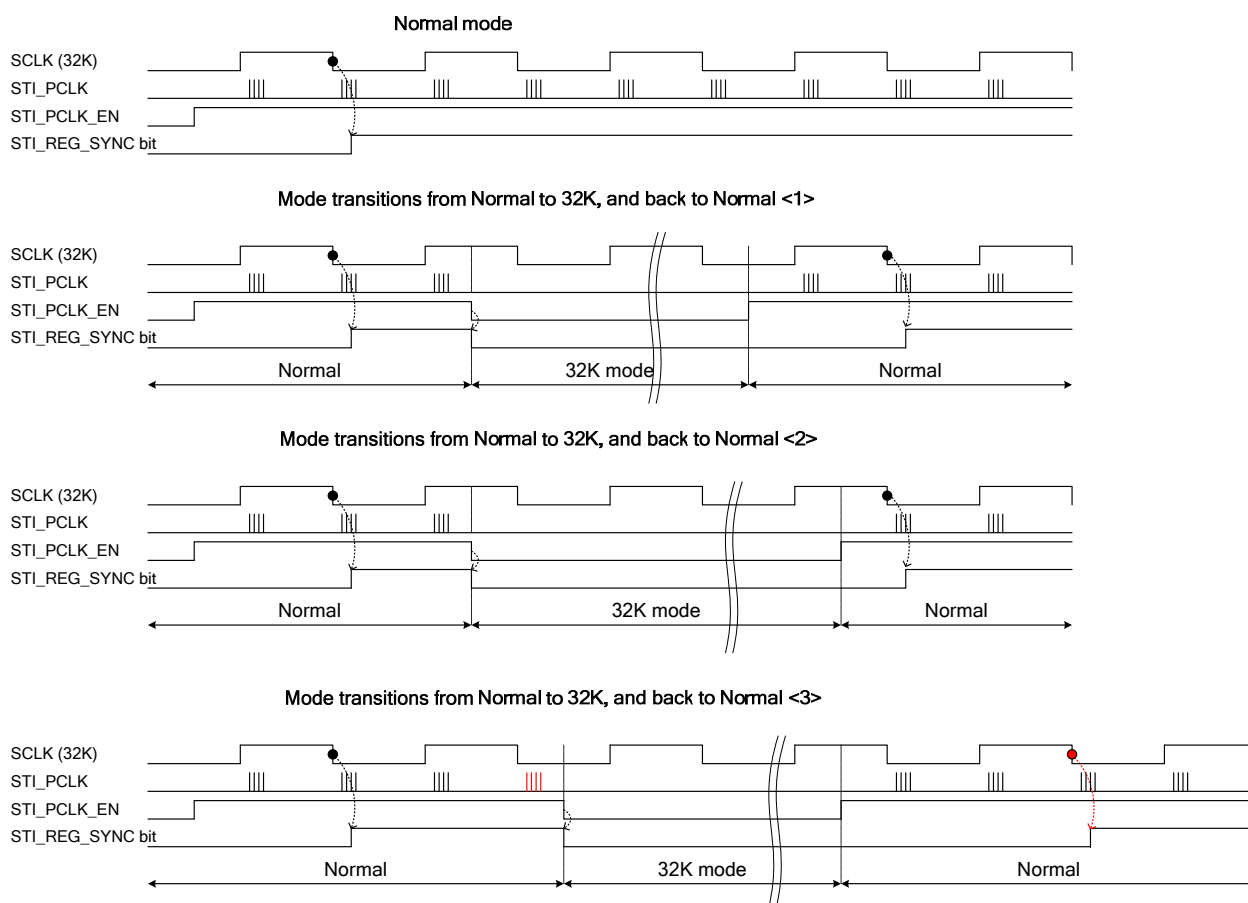 Normal mode
SCLK (32K)
STI_PCLK
STI_PCLK_EN
STI_REG_SYNC bit
Mode transitions from Normal to 32K, and back to Normal <1>
SCLK (32K)
STI_PCLK
STI_PCLK_EN
STI_REG_SYNC bit
Normal 32K mode Normal
Mode transitions from Normal to 32K, and back to Normal <2>
SCLK (32K)
STI_PCLK
STI_PCLK_EN
STI_REG_SYNC bit
Normal 32K mode Normal
Mode transitions from Normal to 32K, and back to Normal <3>
SCLK (32K)
STI_PCLK
STI_PCLK_EN
STI_REG_SYNC bit
Normal 32K mode Normal